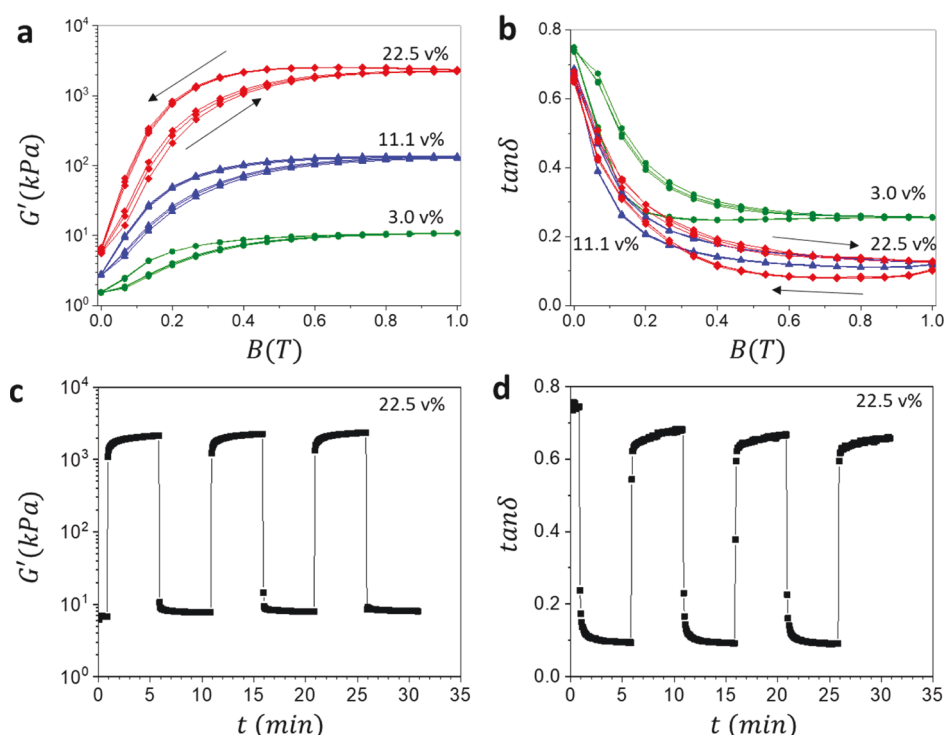 a
G′(kPa)
10⁴
10³
10²
10¹
10⁰
22.5 v%
11.1 v%
3.0 v%
0.0 0.2 0.4 0.6 0.8 1.0
B(T)
b
tanδ
0.8
0.6
0.4
0.2
0.0
3.0 v%
11.1 v%
22.5 v%
0.0 0.2 0.4 0.6 0.8 1.0
B(T)
c
G′(kPa)
10⁴
10³
10²
10¹
10⁰
22.5 v%
0 5 10 15 20 25 30 35
t (min)
d
tanδ
0.8
0.6
0.4
0.2
0.0
22.5 v%
0 5 10 15 20 25 30 35
t (min)